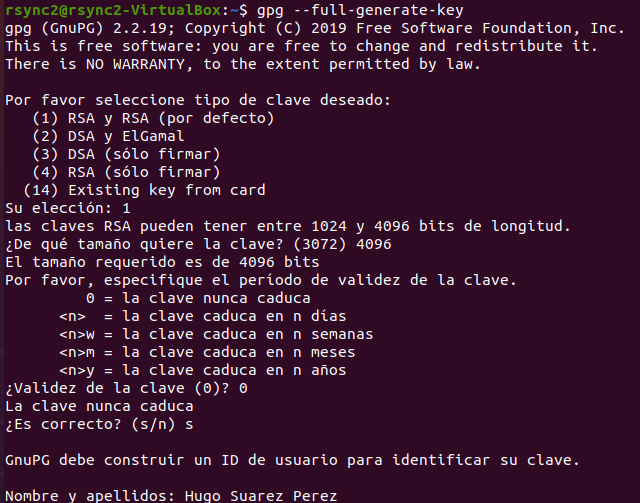 rsync2@rsync2-VirtualBox:~$ gpg --full-generate-key
gpg (GnuPG) 2.2.19; Copyright (C) 2019 Free Software Foundation, Inc.
This is free software: you are free to change and redistribute it.
There is NO WARRANTY, to the extent permitted by law.
Por favor seleccione tipo de clave deseado:
(1) RSA y RSA (por defecto)
(2) DSA y ElGamal
(3) DSA (sólo firmar)
(4) RSA (sólo firmar)
(14) Existing key from card
Su elección: 1
las claves RSA pueden tener entre 1024 y 4096 bits de longitud.
¿De qué tamaño quiere la clave? (3072) 4096
El tamaño requerido es de 4096 bits
Por favor, especifique el período de validez de la clave.
0 = la clave nunca caduca
<n>  = la clave caduca en n días
<n>w = la clave caduca en n semanas
<n>m = la clave caduca en n meses
<n>y = la clave caduca en n años
¿Validez de la clave (0)? 0
La clave nunca caduca
¿Es correcto? (s/n) s
GnuPG debe construir un ID de usuario para identificar su clave.
Nombre y apellidos: Hugo Suarez Perez